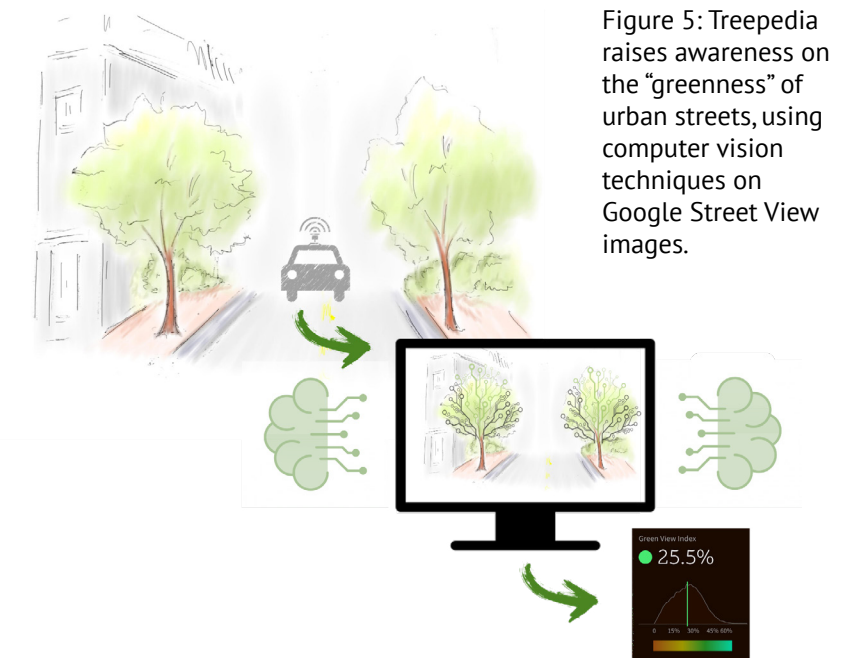 Figure 5: Treepedia
raises awareness on
the “greenness” of
urban streets, using
computer vision
techniques on
Google Street View
images.
Green View Index
25.5%
0 15% 30% 45% 60%